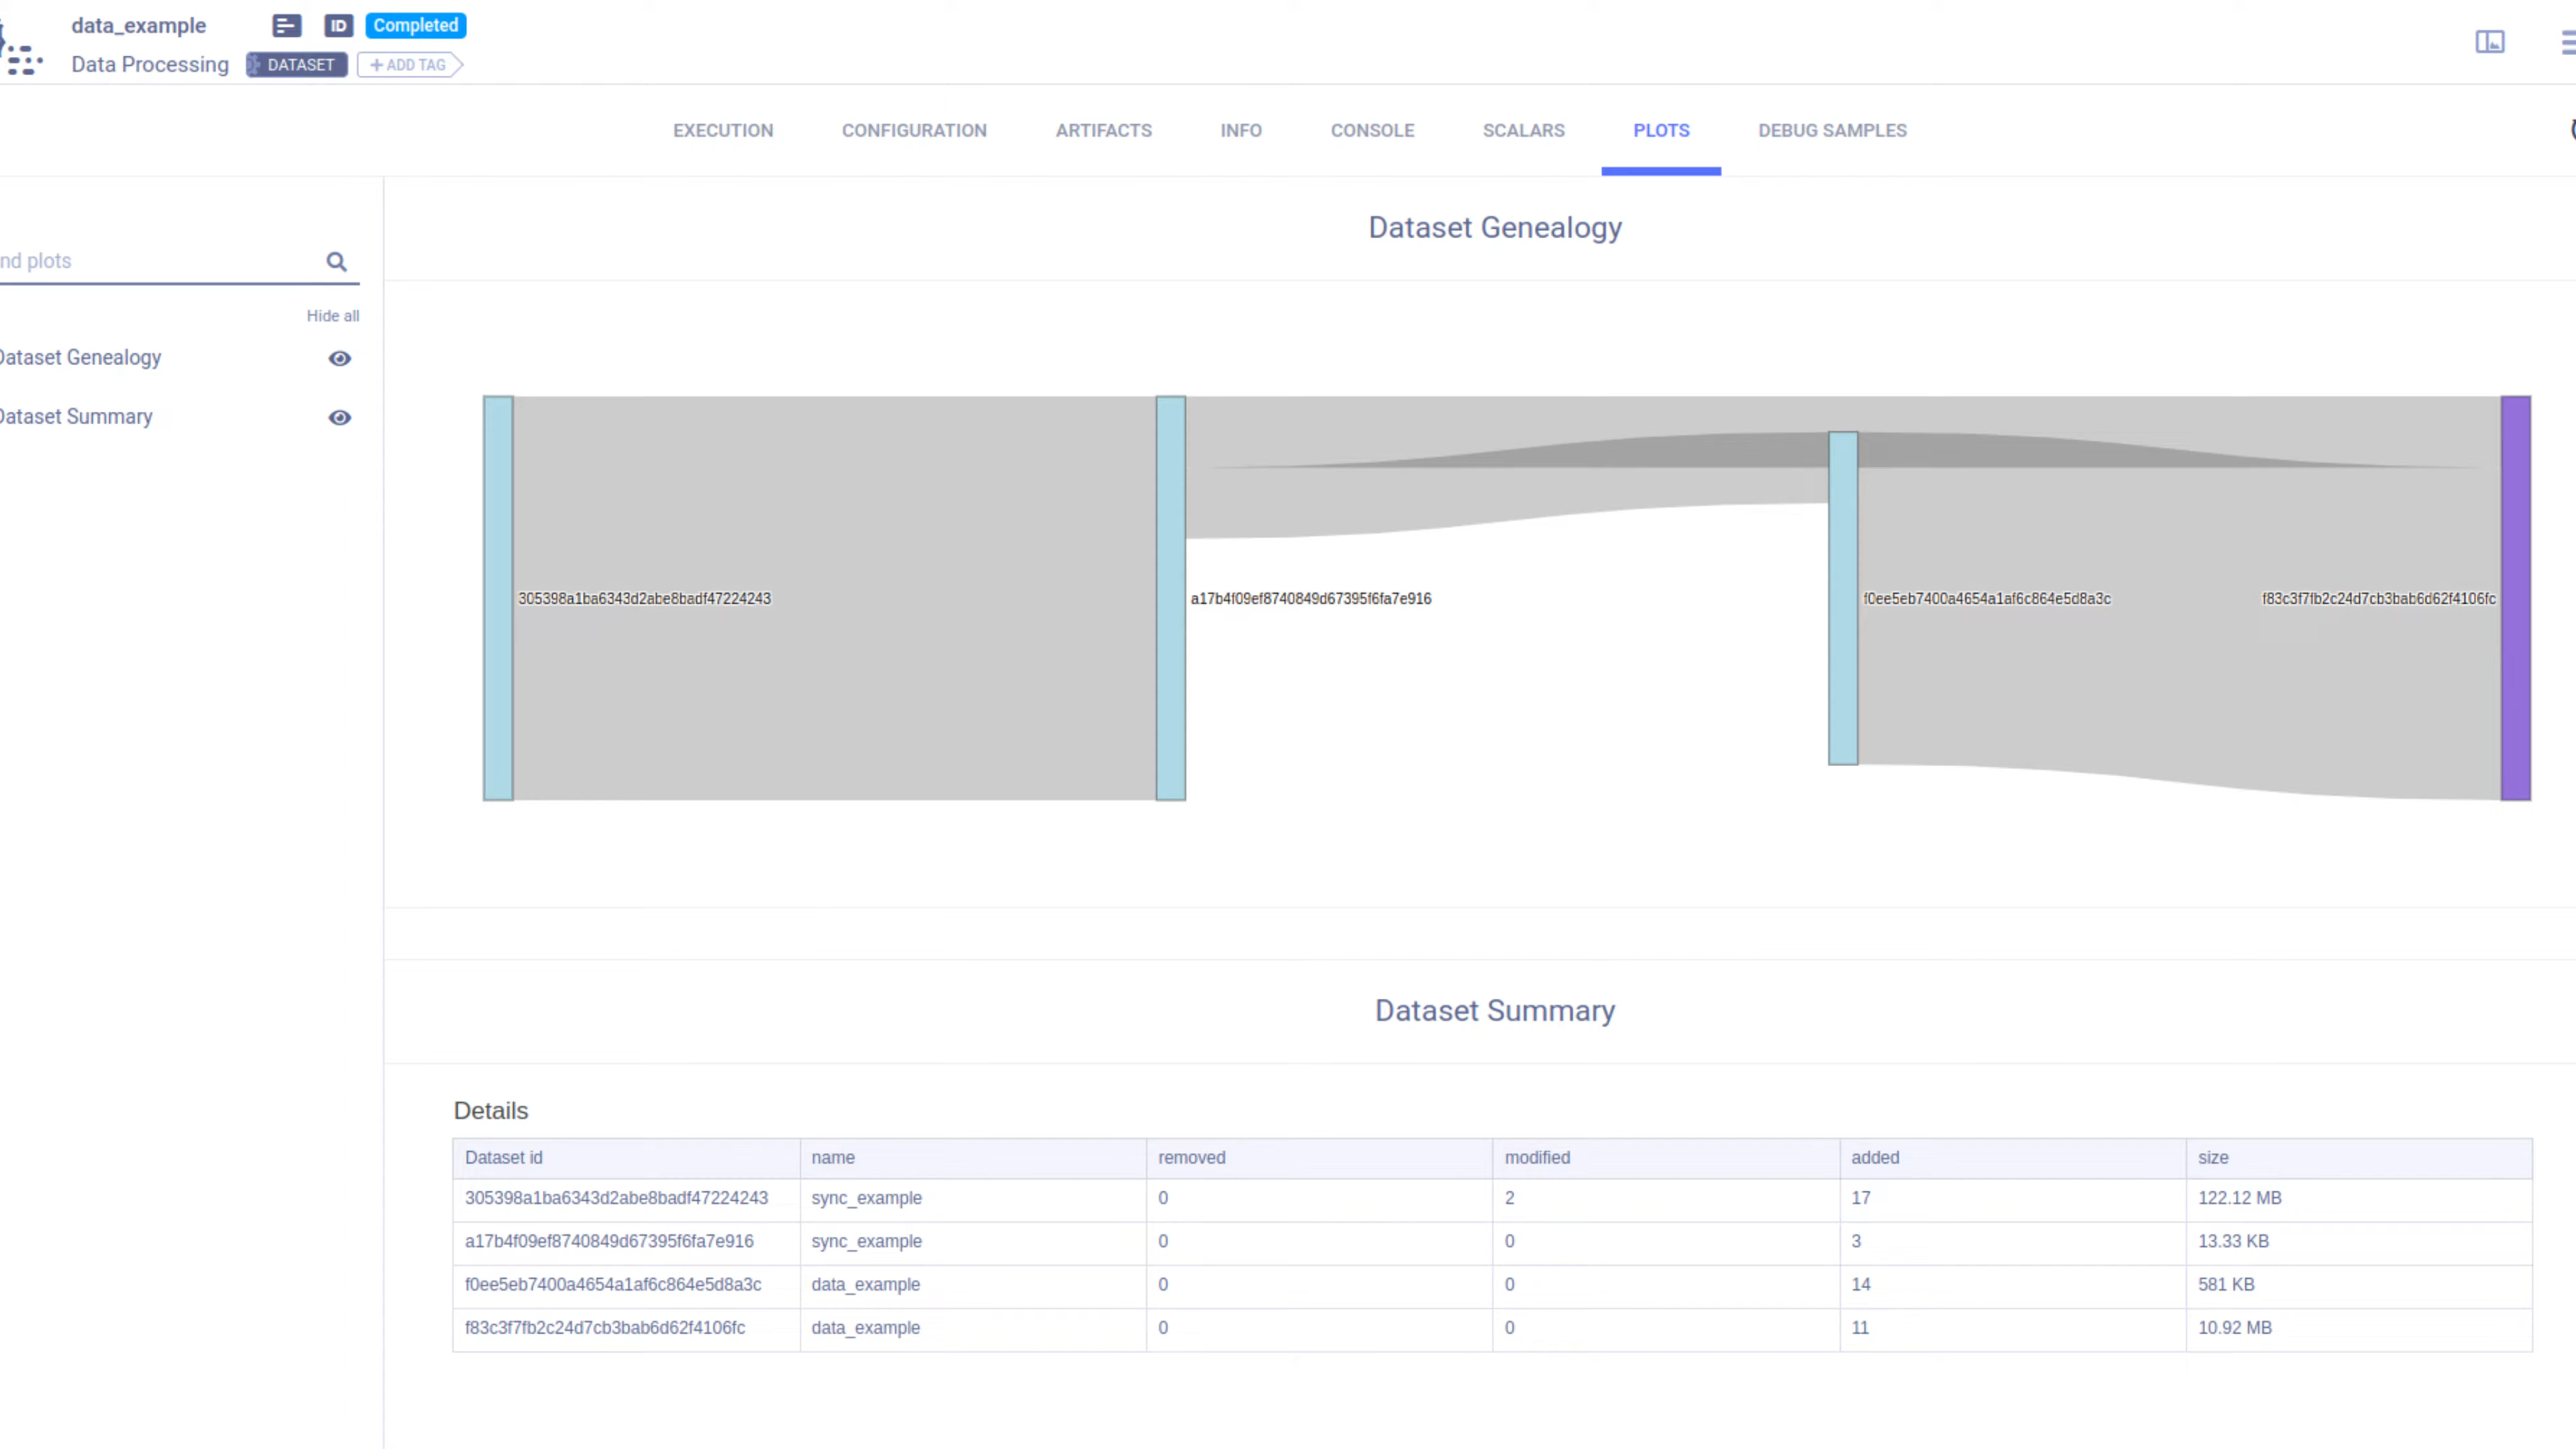 data_example ID Completed
Data Processing DATASET + ADD TAG
EXECUTION CONFIGURATION ARTIFACTS INFO CONSOLE SCALARS PLOTS DEBUG SAMPLES
nd plots
Hide all
Dataset Genealogy
Dataset Summary
Dataset Genealogy
305398a1ba6343d2abe8badf47224243 a17b4f09ef8740849d67395f6fa7e916 f0ee5eb7400a4654a1af6c864e5d8a3c f83c3f7fb2c24d7cb3bab6d62f4106fc
Dataset Summary
Details
Dataset id name removed modified added size
305398a1ba6343d2abe8badf47224243 sync_example 0 2 17 122.12 MB
a17b4f09ef8740849d67395f6fa7e916 sync_example 0 0 3 13.33 KB
f0ee5eb7400a4654a1af6c864e5d8a3c data_example 0 0 14 581 KB
f83c3f7fb2c24d7cb3bab6d62f4106fc data_example 0 0 11 10.92 MB